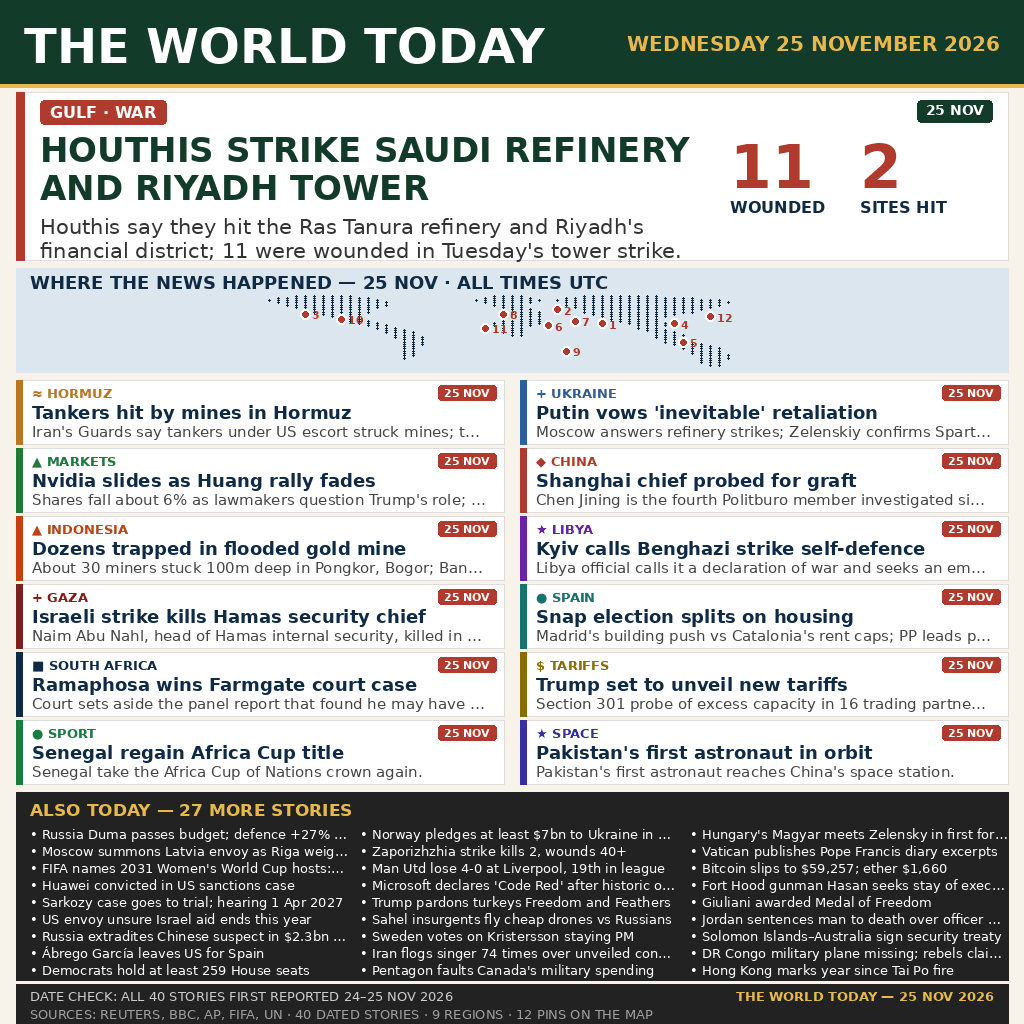 THE WORLD TODAY
WEDNESDAY 25 NOVEMBER 2026
GULF · WAR
25 NOV
HOUTHIS STRIKE SAUDI REFINERY
AND RIYADH TOWER
Houthis say they hit the Ras Tanura refinery and Riyadh's
financial district; 11 were wounded in Tuesday's tower strike.
11
WOUNDED
2
SITES HIT
WHERE THE NEWS HAPPENED — 25 NOV · ALL TIMES UTC
3
10
8
11
2
6
7
1
9
4
5
12
≈ HORMUZ
25 NOV
Tankers hit by mines in Hormuz
Iran's Guards say tankers under US escort struck mines; t...
+ UKRAINE
25 NOV
Putin vows 'inevitable' retaliation
Moscow answers refinery strikes; Zelenskiy confirms Spart...
▲ MARKETS
25 NOV
Nvidia slides as Huang rally fades
Shares fall about 6% as lawmakers question Trump's role; ...
◆ CHINA
25 NOV
Shanghai chief probed for graft
Chen Jining is the fourth Politburo member investigated si...
▲ INDONESIA
25 NOV
Dozens trapped in flooded gold mine
About 30 miners stuck 100m deep in Pongkor, Bogor; Ban...
★ LIBYA
25 NOV
Kyiv calls Benghazi strike self-defence
Libya official calls it a declaration of war and seeks an em...
+ GAZA
25 NOV
Israeli strike kills Hamas security chief
Naim Abu Nahl, head of Hamas internal security, killed in ...
● SPAIN
25 NOV
Snap election splits on housing
Madrid's building push vs Catalonia's rent caps; PP leads p...
■ SOUTH AFRICA
25 NOV
Ramaphosa wins Farmgate court case
Court sets aside the panel report that found he may have ...
$ TARIFFS
25 NOV
Trump set to unveil new tariffs
Section 301 probe of excess capacity in 16 trading partne...
● SPORT
25 NOV
Senegal regain Africa Cup title
Senegal take the Africa Cup of Nations crown again.
★ SPACE
25 NOV
Pakistan's first astronaut in orbit
Pakistan's first astronaut reaches China's space station.
ALSO TODAY — 27 MORE STORIES
• Russia Duma passes budget; defence +27% ...
• Moscow summons Latvia envoy as Riga weig...
• FIFA names 2031 Women's World Cup hosts:...
• Huawei convicted in US sanctions case
• Sarkozy case goes to trial; hearing 1 Apr 2027
• US envoy unsure Israel aid ends this year
• Russia extradites Chinese suspect in $2.3bn ...
• Ábrego García leaves US for Spain
• Democrats hold at least 259 House seats
• Norway pledges at least $7bn to Ukraine in ...
• Zaporizhzhia strike kills 2, wounds 40+
• Man Utd lose 4-0 at Liverpool, 19th in league
• Microsoft declares 'Code Red' after historic o...
• Trump pardons turkeys Freedom and Feathers
• Sahel insurgents fly cheap drones vs Russians
• Sweden votes on Kristersson staying PM
• Iran flogs singer 74 times over unveiled con...
• Pentagon faults Canada's military spending
• Hungary's Magyar meets Zelensky in first for...
• Vatican publishes Pope Francis diary excerpts
• Bitcoin slips to $59,257; ether $1,660
• Fort Hood gunman Hasan seeks stay of exec...
• Giuliani awarded Medal of Freedom
• Jordan sentences man to death over officer ...
• Solomon Islands–Australia sign security treaty
• DR Congo military plane missing; rebels clai...
• Hong Kong marks year since Tai Po fire
DATE CHECK: ALL 40 STORIES FIRST REPORTED 24–25 NOV 2026
THE WORLD TODAY — 25 NOV 2026
SOURCES: REUTERS, BBC, AP, FIFA, UN · 40 DATED STORIES · 9 REGIONS · 12 PINS ON THE MAP